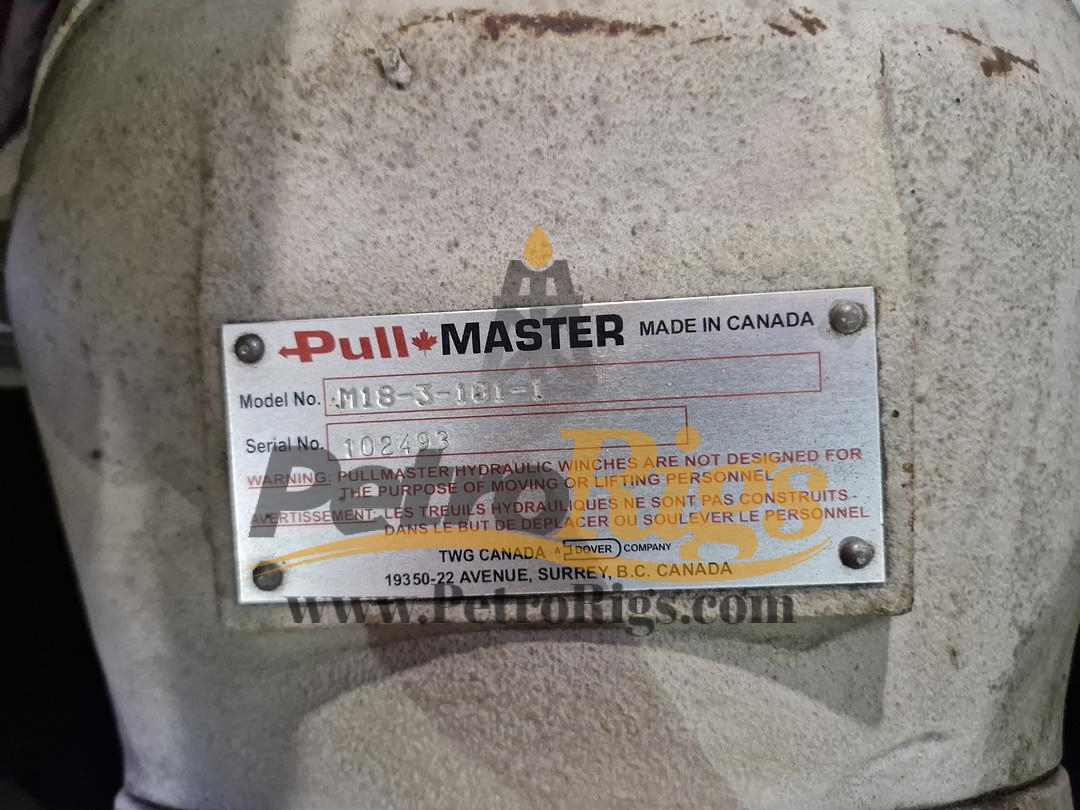 Pull MASTER MADE IN CANADA
Model No. M18-3-181-1
Serial No. 102493
WARNING: PULLMASTER HYDRAULIC WINCHES ARE NOT DESIGNED FOR
THE PURPOSE OF MOVING OR LIFTING PERSONNEL
AVERTISSEMENT: LES TREUILS HYDRAULIQUES NE SONT PAS CONSTRUITS
DANS LE BUT DE DEPLACER OU SOULEVER LE PERSONNEL
TWG CANADA A DOVER COMPANY
19350-22 AVENUE, SURREY, B.C. CANADA
PetroRigs
www.PetroRigs.com